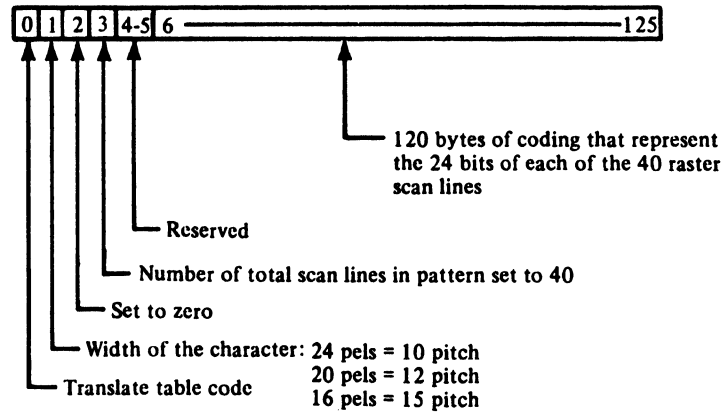 0 1 2 3 4-5 6 125
120 bytes of coding that represent
the 24 bits of each of the 40 raster
scan lines
Reserved
Number of total scan lines in pattern set to 40
Set to zero
Width of the character: 24 pels = 10 pitch
20 pels = 12 pitch
16 pels = 15 pitch
Translate table code